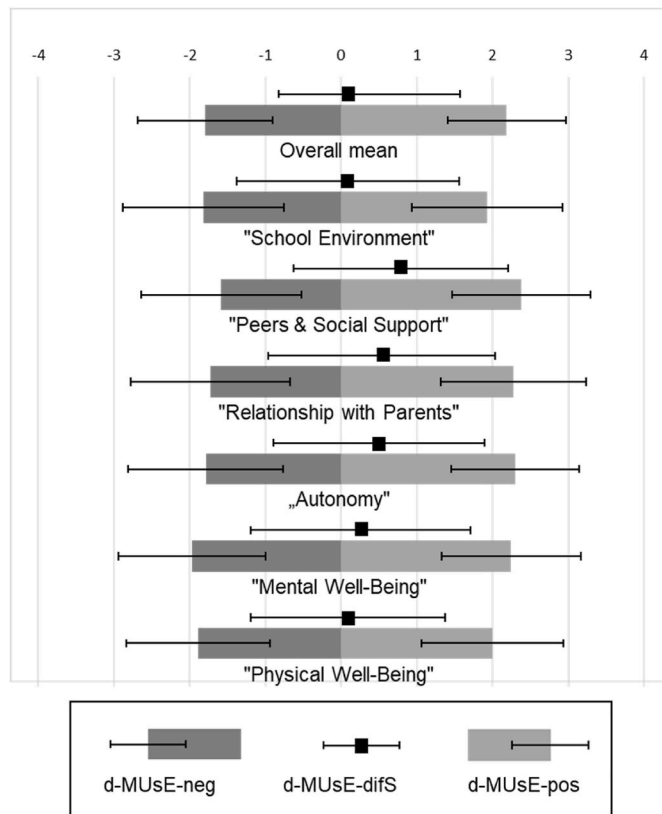 -4 -3 -2 -1 0 1 2 3 4
Overall mean
"School Environment"
"Peers & Social Support"
"Relationship with Parents"
„Autonomy"
"Mental Well-Being"
"Physical Well-Being"
d-MUsE-neg d-MUsE-difS d-MUsE-pos